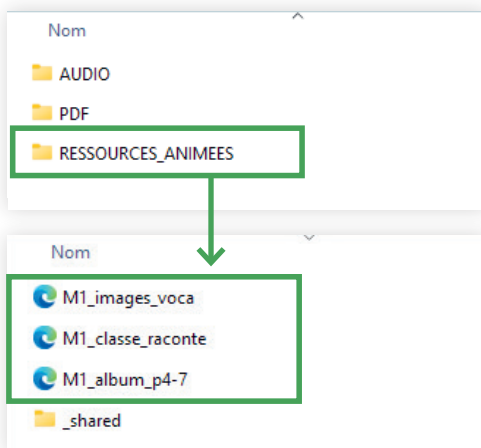 Nom
AUDIO
PDF
RESSOURCES_ANIMEES
Nom
M1_images_voca
M1_classe_raconte
M1_album_p4-7
_shared